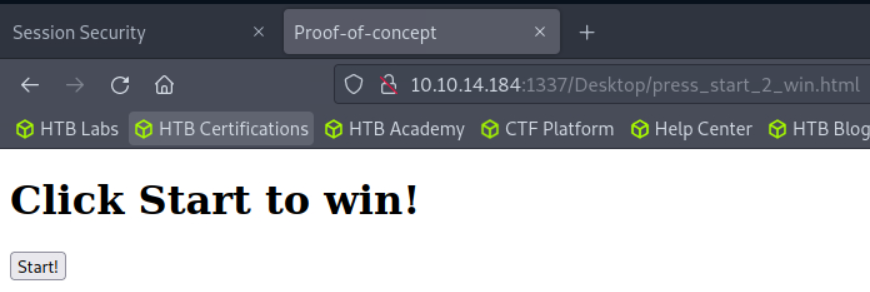 Session Security × Proof-of-concept × +
10.10.14.184:1337/Desktop/press_start_2_win.html
HTB Labs HTB Certifications HTB Academy CTF Platform Help Center HTB Blog
Click Start to win!
Start!